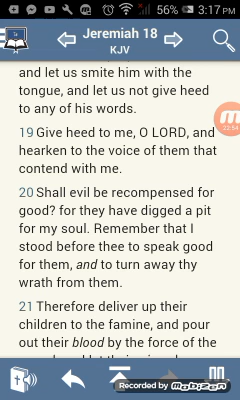 56% 3:17 PM
Jeremiah 18
KJV
and let us smite him with the
tongue, and let us not give heed
to any of his words.
19 Give heed to me, O LORD, and
hearken to the voice of them that
contend with me.
22:54
20 Shall evil be recompensed for
good? for they have digged a pit
for my soul. Remember that I
stood before thee to speak good
for them, and to turn away thy
wrath from them.
21 Therefore deliver up their
children to the famine, and pour
out their blood by the force of the
Recorded by Mobizen